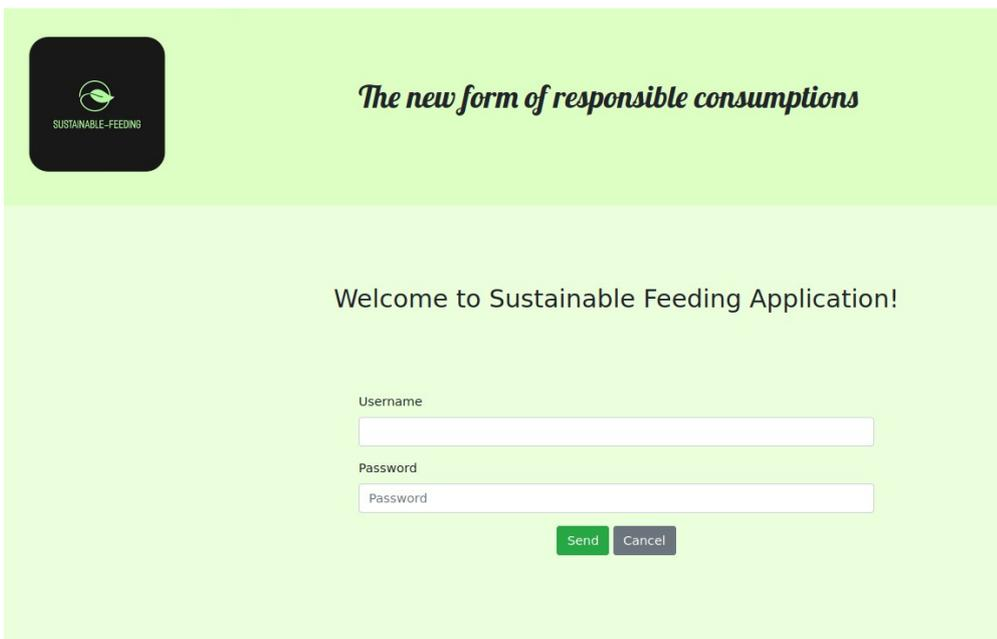 SUSTAINABLE-FEEDING
The new form of responsible consumptions
Welcome to Sustainable Feeding Application!
Username
Password
Password
Send Cancel